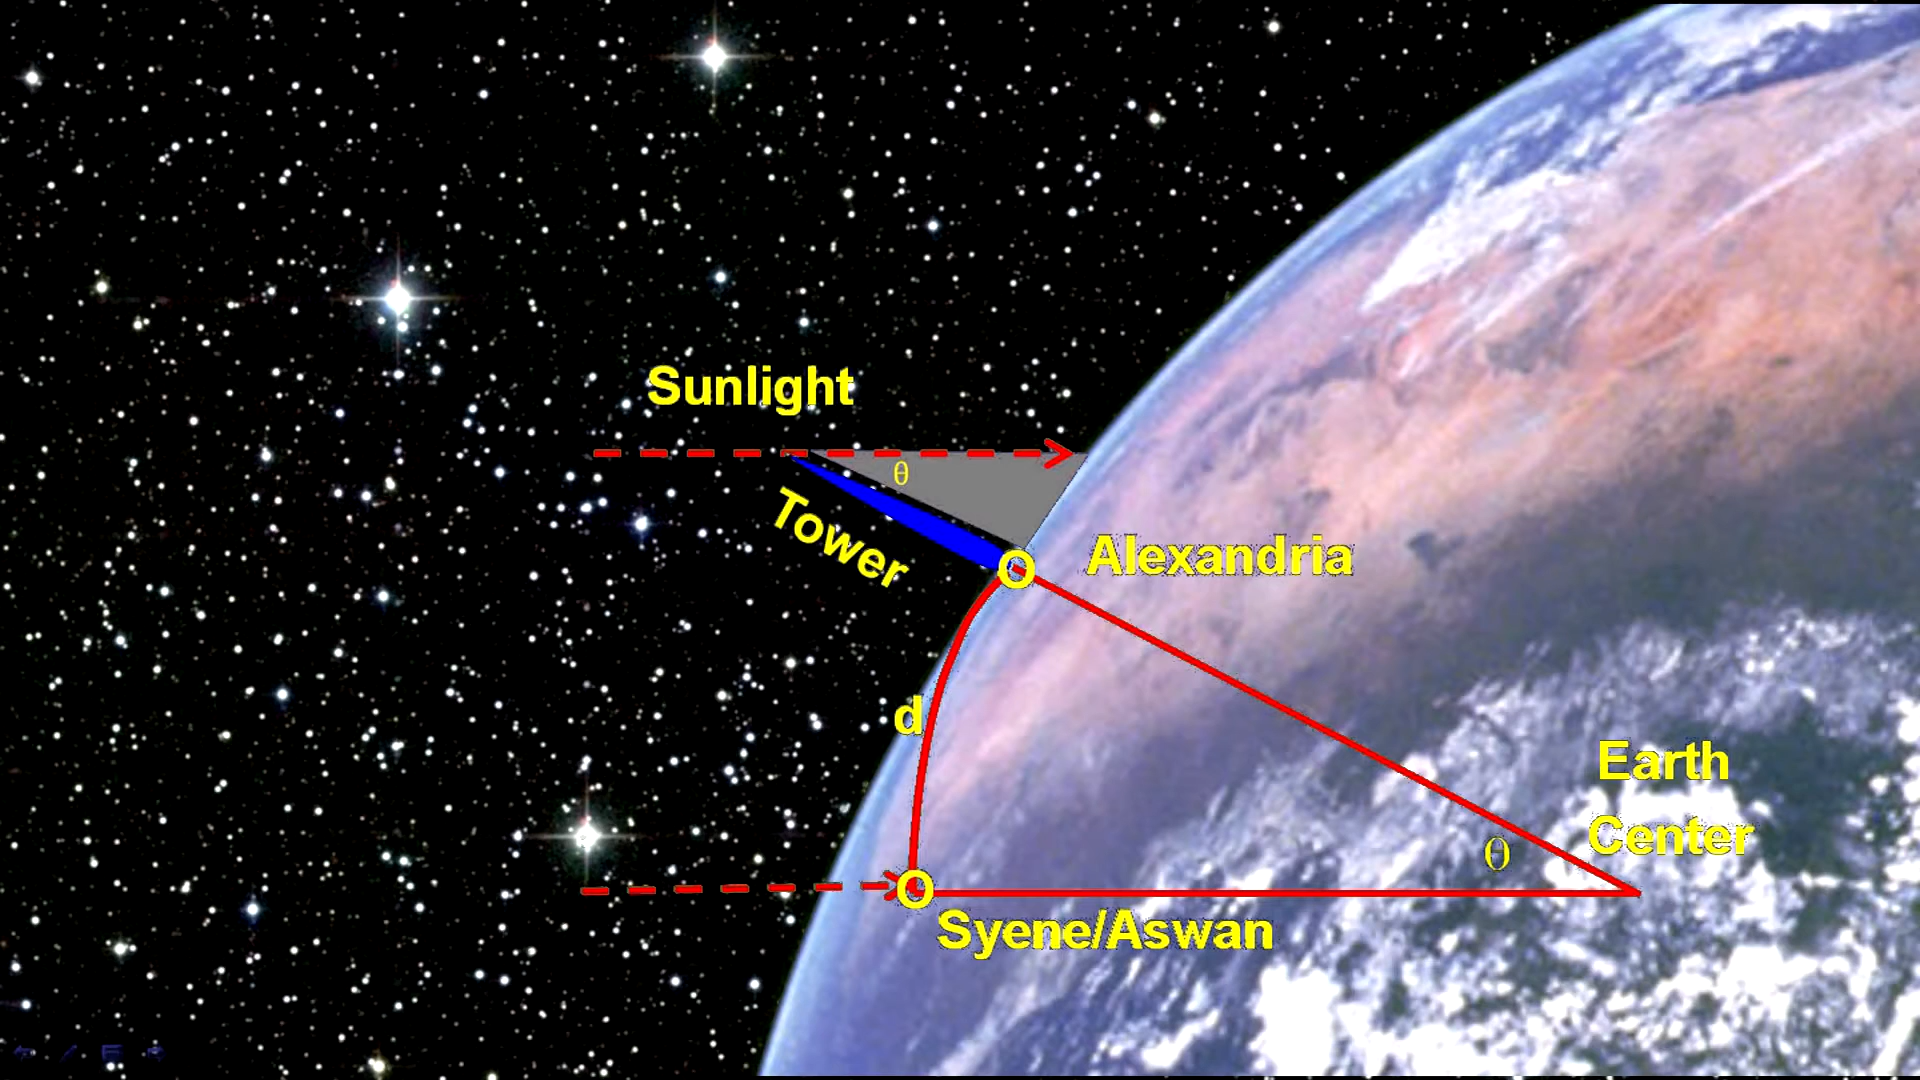 Sunlight
θ
Tower
Alexandria
d
Earth
Center
θ
Syene/Aswan